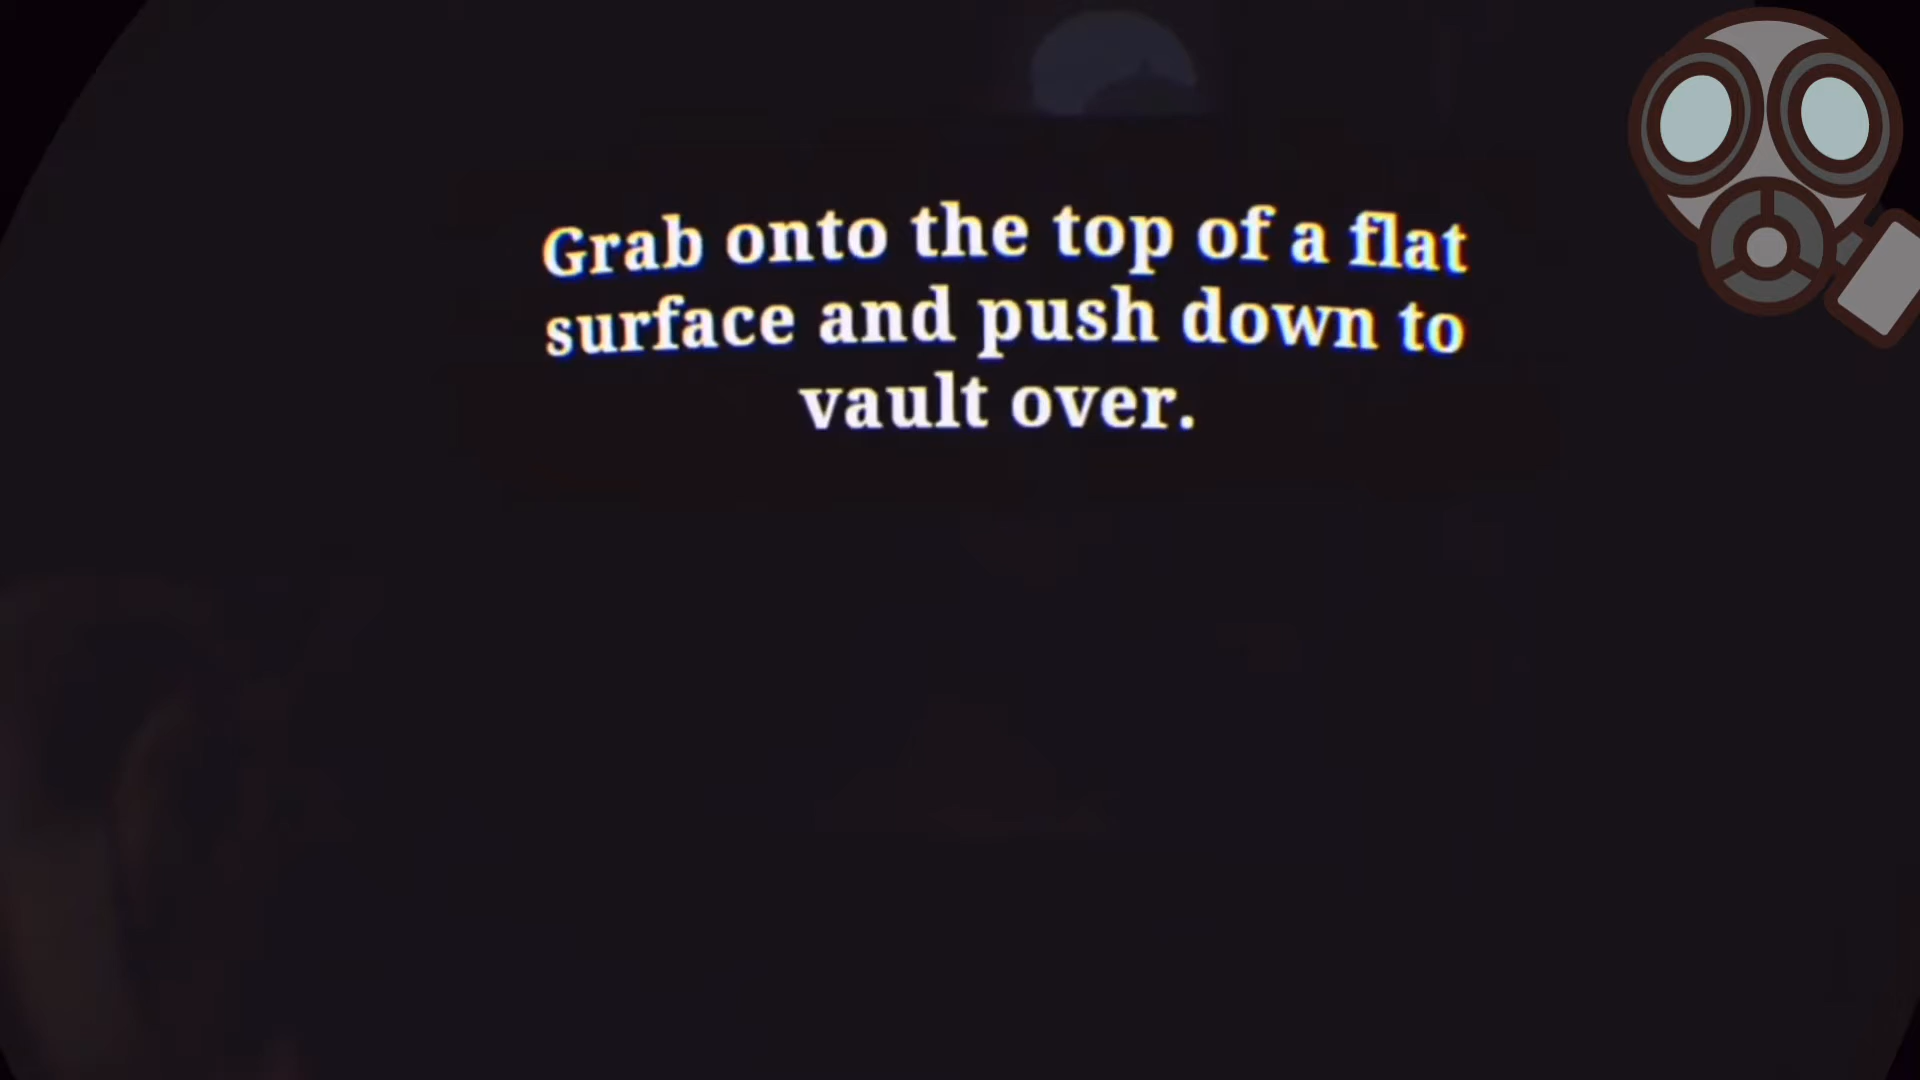 Grab onto the top of a flat
surface and push down to
vault over.